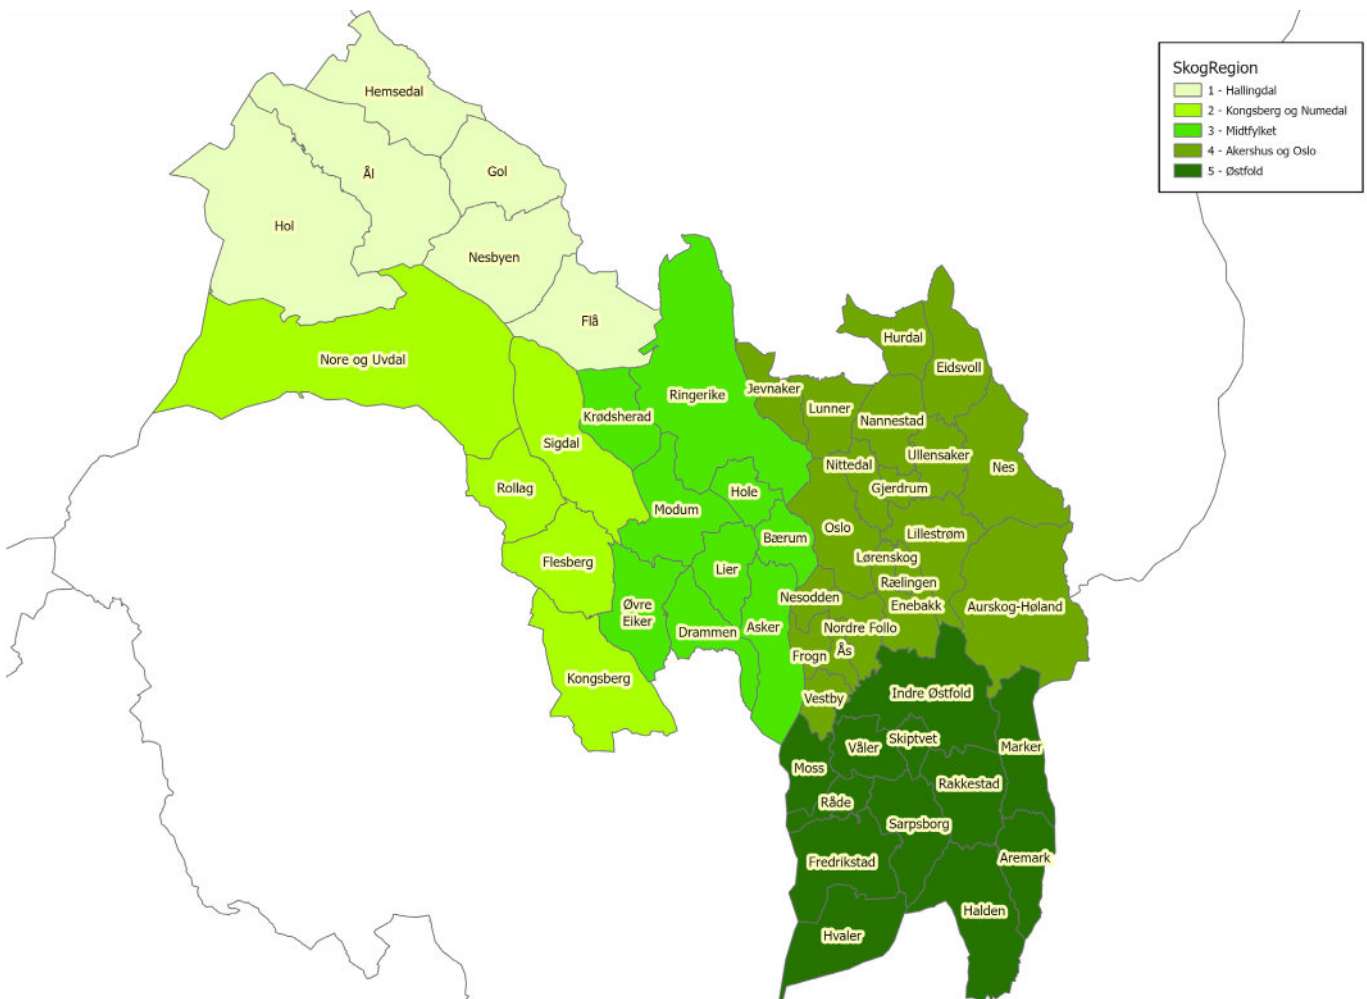 SkogRegion
1 - Hallingdal
2 - Kongsberg og Numedal
3 - Midtfylket
4 - Akershus og Oslo
5 - Østfold
Hemsedal
Ål
Gol
Hol
Nesbyen
Flå
Nore og Uvdal
Hurdal
Eidsvoll
Jevnaker
Ringerike
Lunner
Krødsherad
Nannestad
Sigdal
Ullensaker
Nittedal
Nes
Rollag
Hole
Gjerdrum
Modum
Oslo
Bærum
Lillestrøm
Flesberg
Lier
Lørenskog
Rælingen
Nesodden
Øvre
Eiker
Enebakk
Aurskog-Høland
Drammen
Asker
Nordre Follo
Ås
Frogn
Kongsberg
Vestby
Indre Østfold
Skiptvet
Våler
Marker
Moss
Rakkestad
Råde
Sarpsborg
Fredrikstad
Aremark
Halden
Hvaler